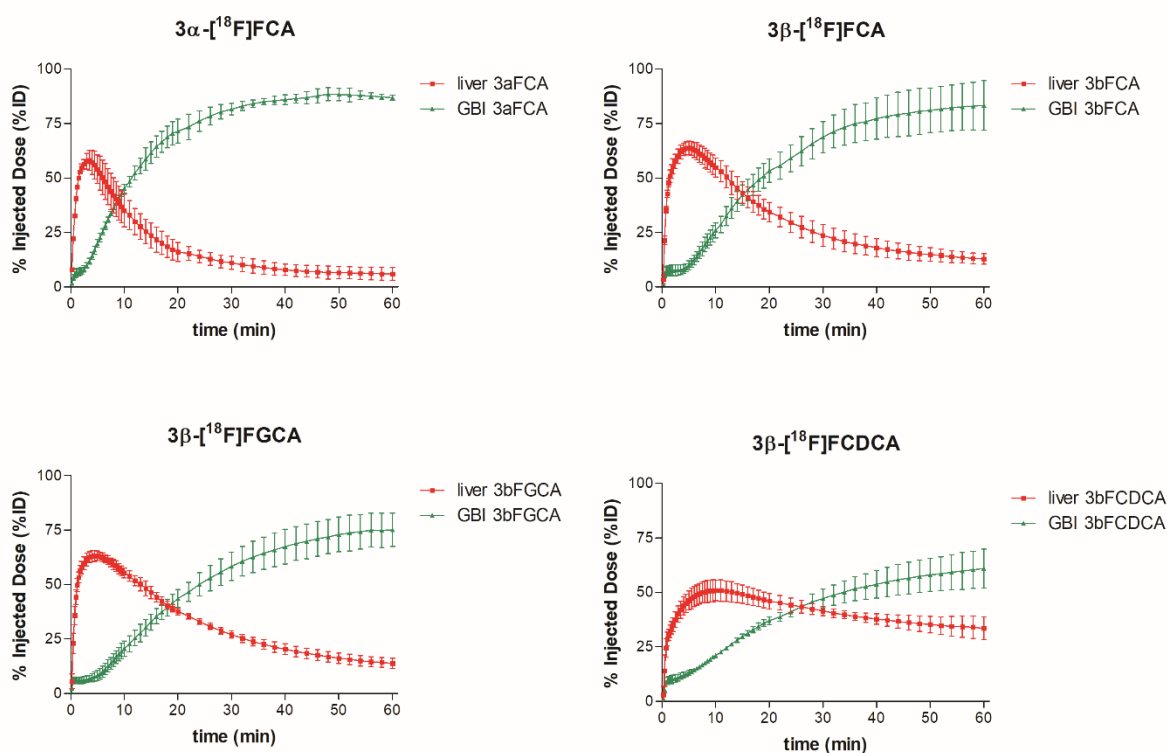 3α-[¹⁸F]FCA
% Injected Dose (%ID)
100
75
50
25
0
0 10 20 30 40 50 60
time (min)
liver 3aFCA
GBI 3aFCA
3β-[¹⁸F]FCA
% Injected Dose (%ID)
100
75
50
25
0
0 10 20 30 40 50 60
time (min)
liver 3bFCA
GBI 3bFCA
3β-[¹⁸F]FGCA
% Injected Dose (%ID)
100
75
50
25
0
0 10 20 30 40 50 60
time (min)
liver 3bFGCA
GBI 3bFGCA
3β-[¹⁸F]FCDCA
% Injected Dose (%ID)
100
75
50
25
0
0 10 20 30 40 50 60
time (min)
liver 3bFCDCA
GBI 3bFCDCA